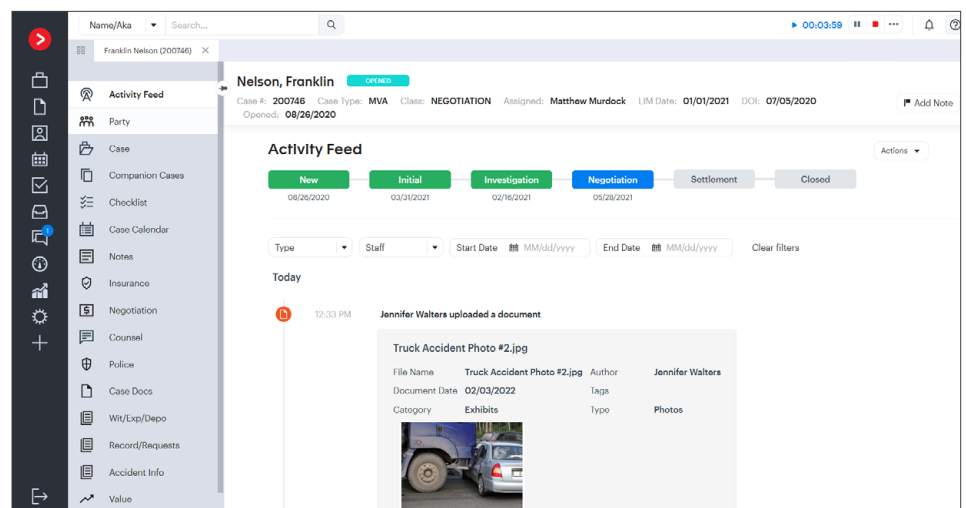 Name/Aka Search... 00:03:59
Franklin Nelson (200746)
Nelson, Franklin OPENED
Case #: 200746 Case Type: MVA Class: NEGOTIATION Assigned: Matthew Murdock LIM Date: 01/01/2021 DOI: 07/05/2020
Opened: 08/26/2020
Add Note
Activity Feed
Party
Case
Companion Cases
Checklist
Case Calendar
Notes
Insurance
Negotiation
Counsel
Police
Case Docs
Wit/Exp/Depo
Record/Requests
Accident Info
Value
1
Activity Feed
Actions
New Initial Investigation Negotiation Settlement Closed
08/26/2020 03/31/2021 02/16/2021 05/28/2021
Type Staff Start Date MM/dd/yyyy End Date MM/dd/yyyy Clear filters
Today
12:33 PM Jennifer Walters uploaded a document
Truck Accident Photo #2.jpg
File Name Truck Accident Photo #2.jpg Author Jennifer Walters
Document Date 02/03/2022 Tags
Category Exhibits Type Photos